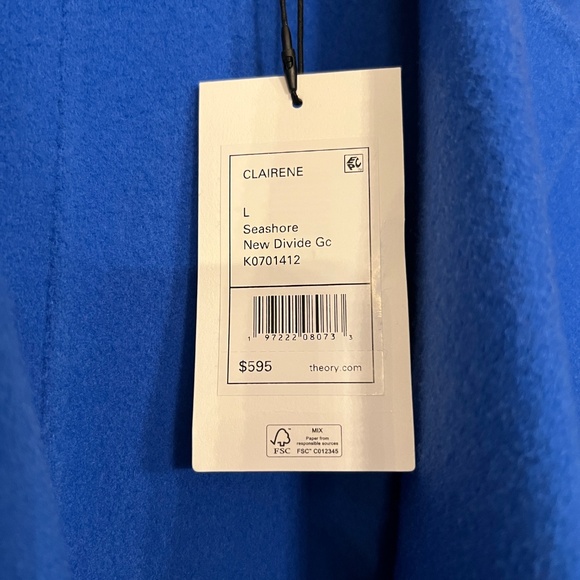 CLAIRENE
L
Seashore
New Divide Gc
K0701412
1 97222 08073 3
$595 theory.com
FSC
MIX
Paper from
responsible sources
FSC® C012345